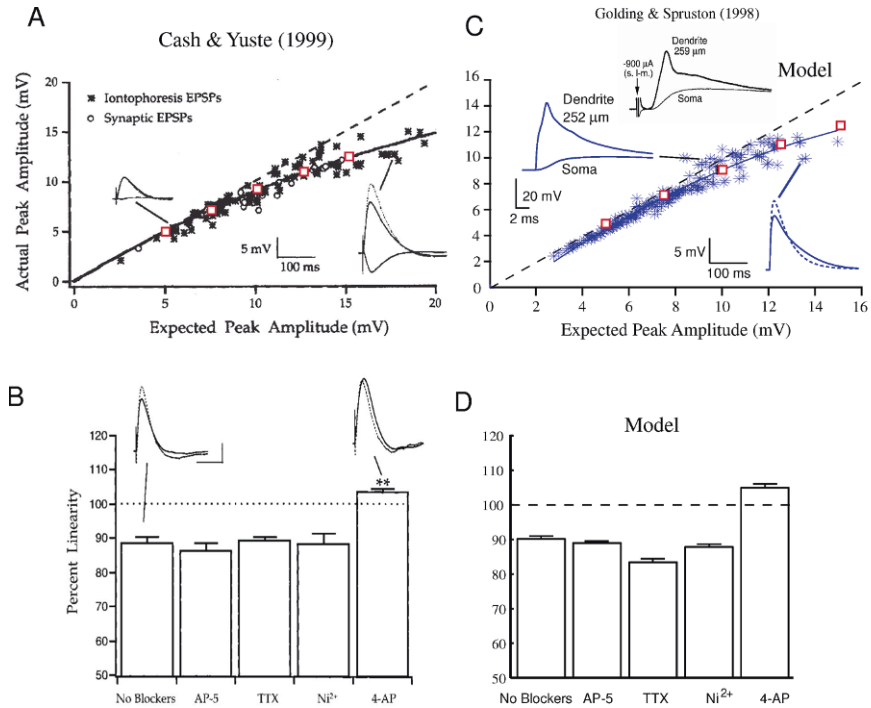 A
Cash & Yuste (1999)
Actual Peak Amplitude (mV)
20
15
10
5
0
Iontophoresis EPSPs
Synaptic EPSPs
5 mV
100 ms
0
5
10
15
20
Expected Peak Amplitude (mV)
C
Golding & Spruston (1998)
Model
16
14
12
10
8
6
4
2
0
-900 µA
(s. l-m.)
Dendrite
259 µm
Soma
Dendrite
252 µm
Soma
20 mV
2 ms
5 mV
100 ms
0
2
4
6
8
10
12
14
16
Expected Peak Amplitude (mV)
B
Percent Linearity
120
110
100
90
80
70
60
50
**
No Blockers
AP-5
TTX
Ni2+
4-AP
D
Model
120
110
100
90
80
70
60
50
No Blockers
AP-5
TTX
Ni2+
4-AP